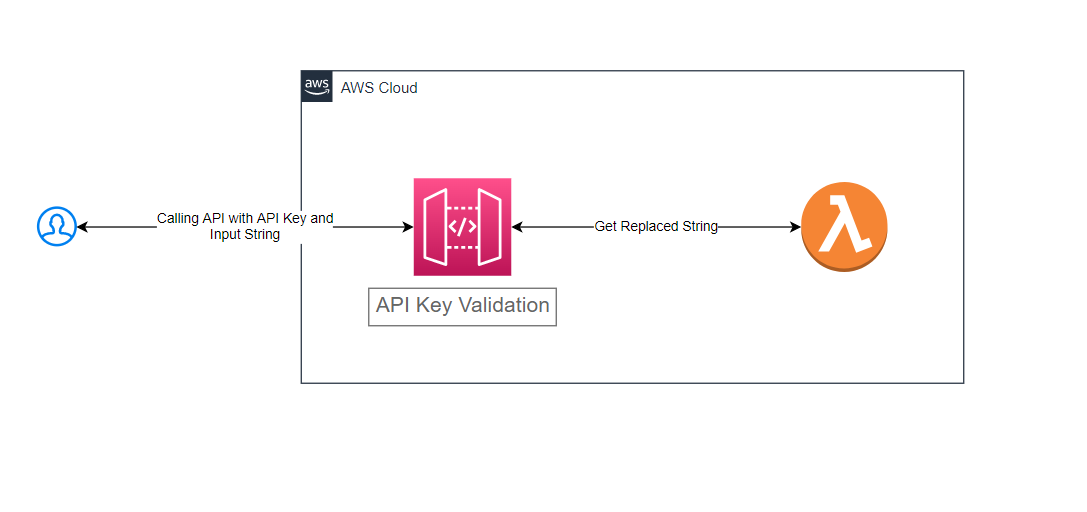 aws
AWS Cloud
Calling API with API Key and
Input String
</>
Get Replaced String
API Key Validation